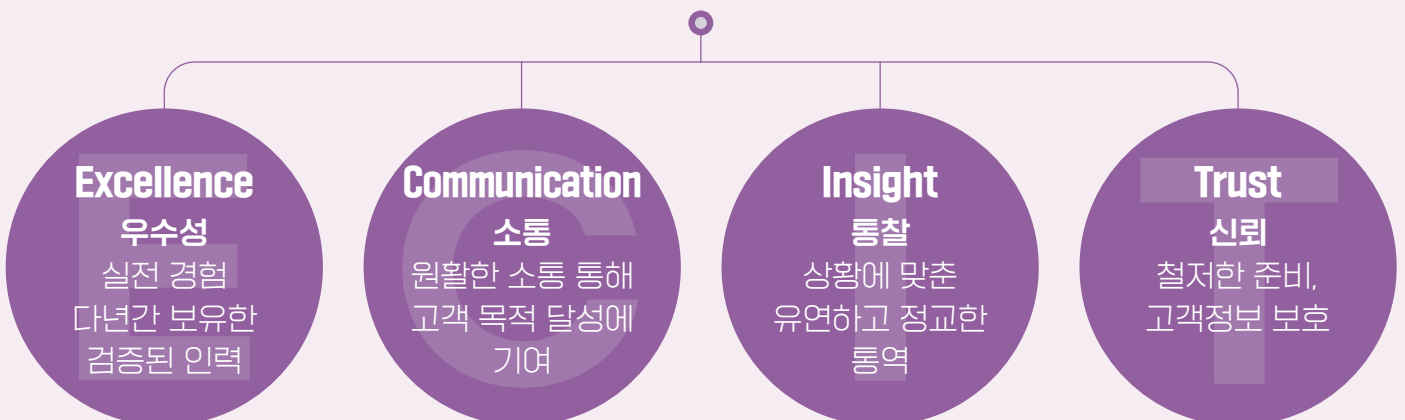 Excellence
우수성
실전 경험
다년간 보유한
검증된 인력
Communication
소통
원활한 소통 통해
고객 목적 달성에
기여
Insight
통찰
상황에 맞춘
유연하고 정교한
통역
Trust
신뢰
철저한 준비,
고객정보 보호
E
C
I
T